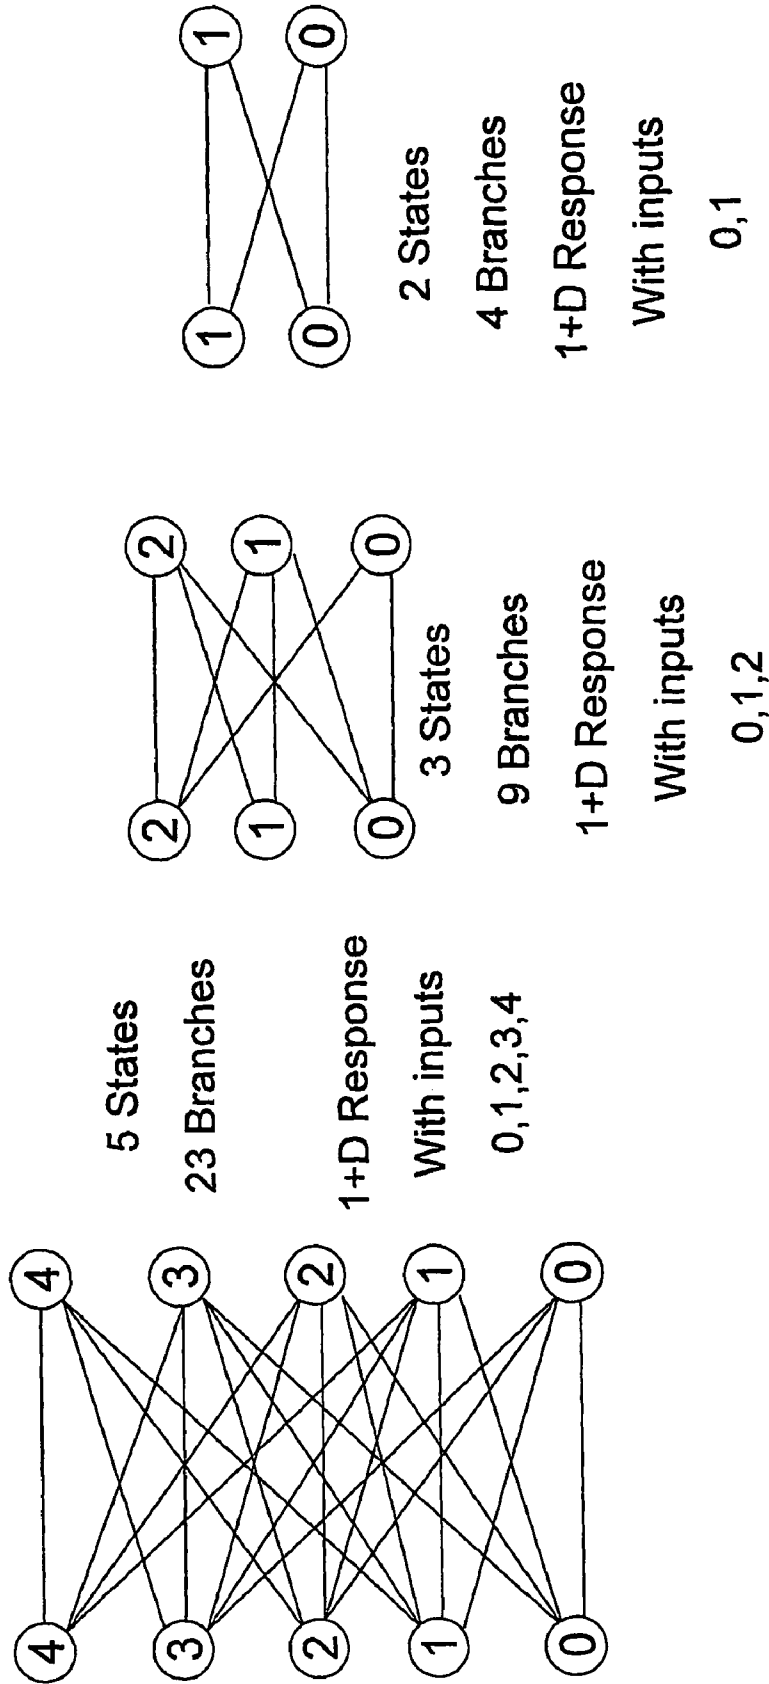 4 4
3 3
2 2
1 1
0 0
5 States
23 Branches
1+D Response
With inputs
0,1,2,3,4
2 2
1 1
0 0
3 States
9 Branches
1+D Response
With inputs
0,1,2
1 1
0 0
2 States
4 Branches
1+D Response
With inputs
0,1